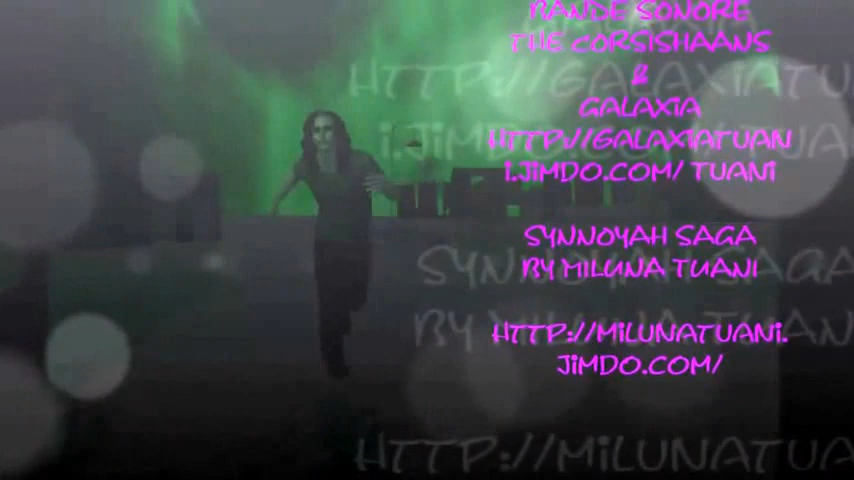 BANDE SONORE
THE CORSISHAANS
&
GALAXIA
HTTP://GALAXIATUAN
I.JIMDO.COM/ TUANI
SYNNOYAH SAGA
BY MILUNA TUANI
HTTP://MILUNATUANI.
JIMDO.COM/